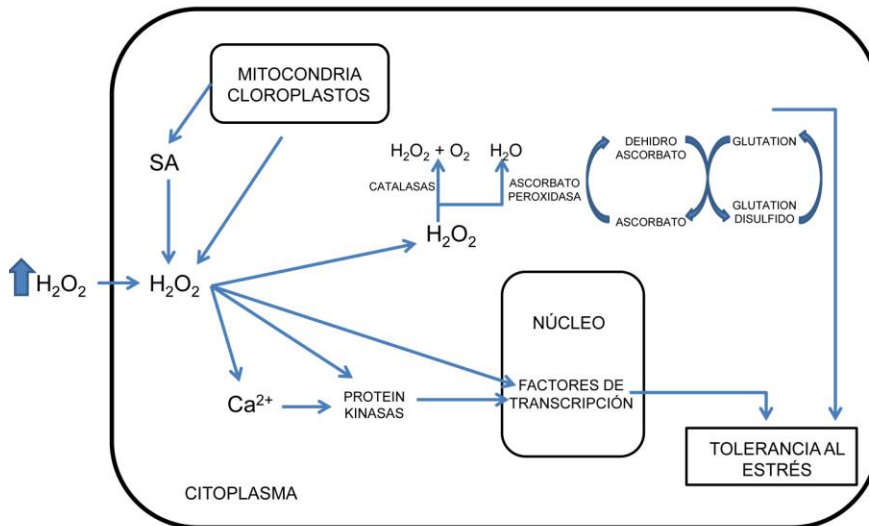 MITOCONDRIA
CLOROPLASTOS
SA
H₂O₂ + O₂
H₂O
CATALASAS
ASCORBATO
PEROXIDASA
DEHIDRO
ASCORBATO
GLUTATION
ASCORBATO
GLUTATION
DISULFIDO
H₂O₂
H₂O₂
H₂O₂
NÚCLEO
FACTORES DE
TRANSCRIPCIÓN
Ca²⁺
PROTEIN
KINASAS
TOLERANCIA AL
ESTRÉS
CITOPLASMA